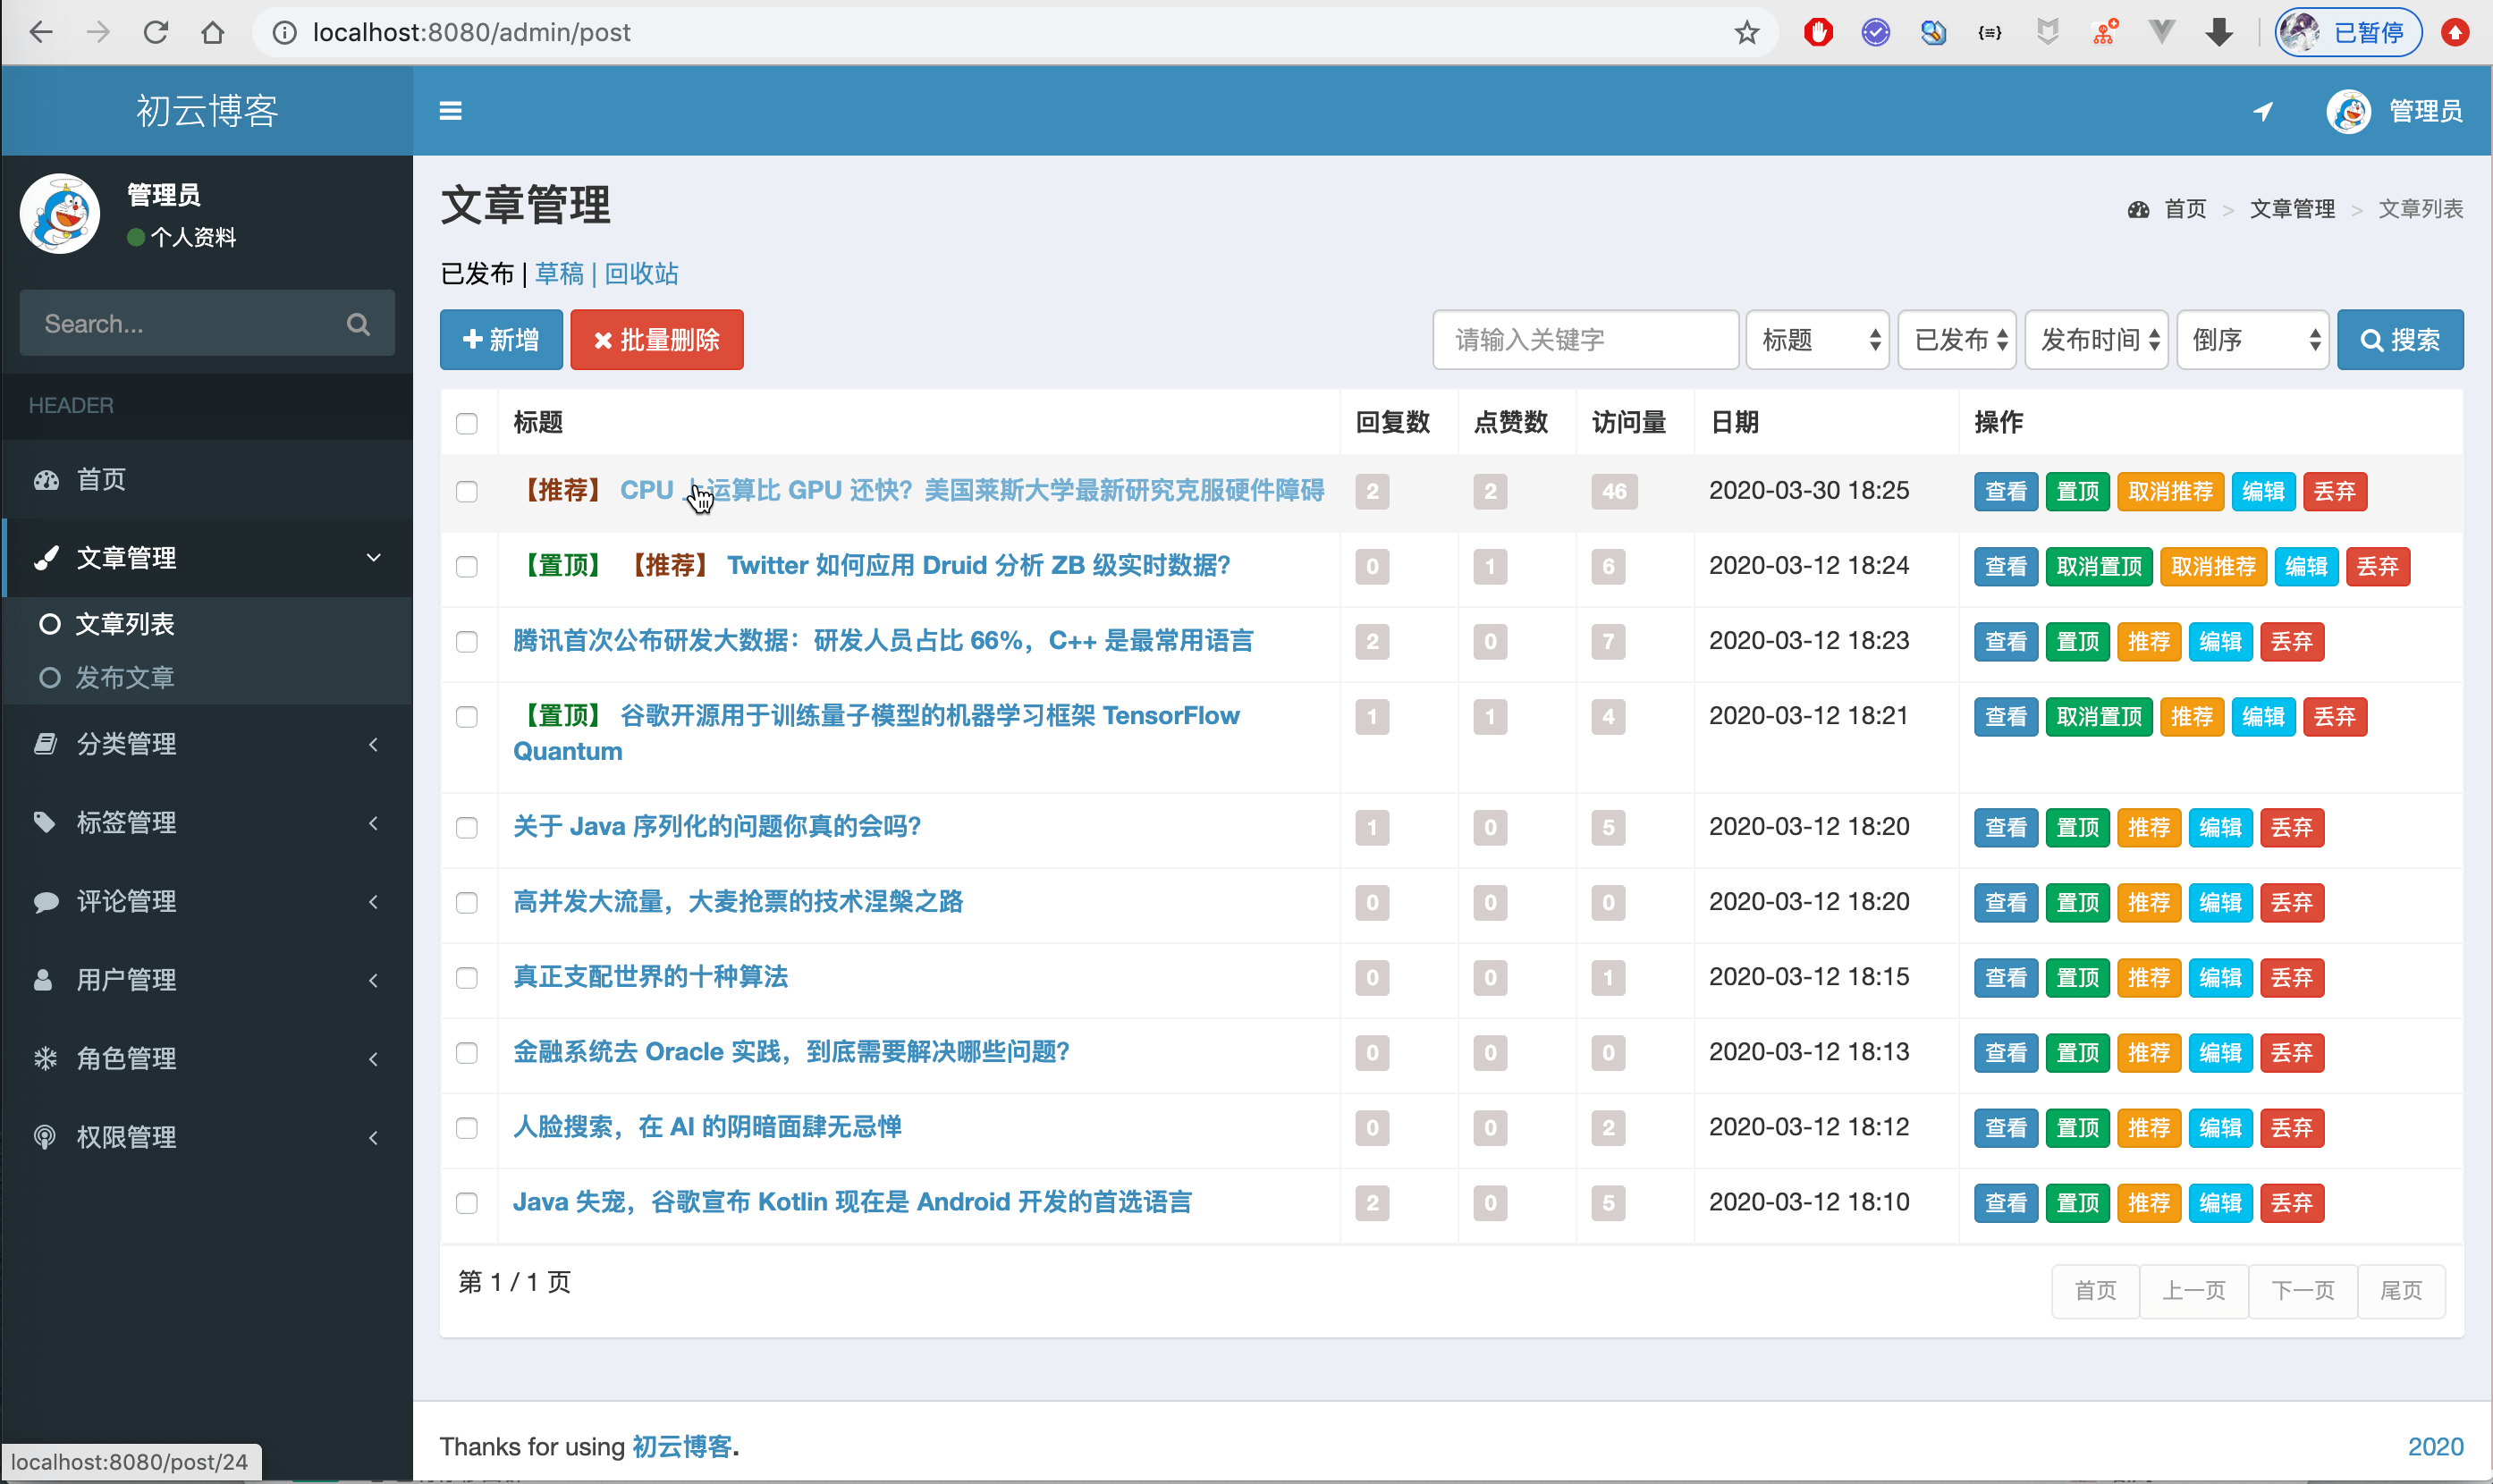 localhost:8080/admin/post
已暂停
初云博客
管理员
管理员
个人资料
Search...
HEADER
首页
文章管理
文章列表
发布文章
分类管理
标签管理
评论管理
用户管理
角色管理
权限管理
文章管理
首页 > 文章管理 > 文章列表
已发布 | 草稿 | 回收站
新增 批量删除 请输入关键字 标题 已发布 发布时间 倒序 搜索
标题 回复数 点赞数 访问量 日期 操作
【推荐】 CPU 上运算比 GPU 还快？美国莱斯大学最新研究克服硬件障碍 2 2 46 2020-03-30 18:25 查看 置顶 取消推荐 编辑 丢弃
【置顶】 【推荐】 Twitter 如何应用 Druid 分析 ZB 级实时数据？ 0 1 6 2020-03-12 18:24 查看 取消置顶 取消推荐 编辑 丢弃
腾讯首次公布研发大数据：研发人员占比 66%，C++ 是最常用语言 2 0 7 2020-03-12 18:23 查看 置顶 推荐 编辑 丢弃
【置顶】 谷歌开源用于训练量子模型的机器学习框架 TensorFlow 1 1 4 2020-03-12 18:21 查看 取消置顶 推荐 编辑 丢弃
Quantum
关于 Java 序列化的问题你真的会吗？ 1 0 5 2020-03-12 18:20 查看 置顶 推荐 编辑 丢弃
高并发大流量，大麦抢票的技术涅槃之路 0 0 0 2020-03-12 18:20 查看 置顶 推荐 编辑 丢弃
真正支配世界的十种算法 0 0 1 2020-03-12 18:15 查看 置顶 推荐 编辑 丢弃
金融系统去 Oracle 实践，到底需要解决哪些问题？ 0 0 0 2020-03-12 18:13 查看 置顶 推荐 编辑 丢弃
人脸搜索，在 AI 的阴暗面肆无忌惮 0 0 2 2020-03-12 18:12 查看 置顶 推荐 编辑 丢弃
Java 失宠，谷歌宣布 Kotlin 现在是 Android 开发的首选语言 2 0 5 2020-03-12 18:10 查看 置顶 推荐 编辑 丢弃
第 1 / 1 页 首页 上一页 下一页 尾页
Thanks for using 初云博客. 2020
localhost:8080/post/24